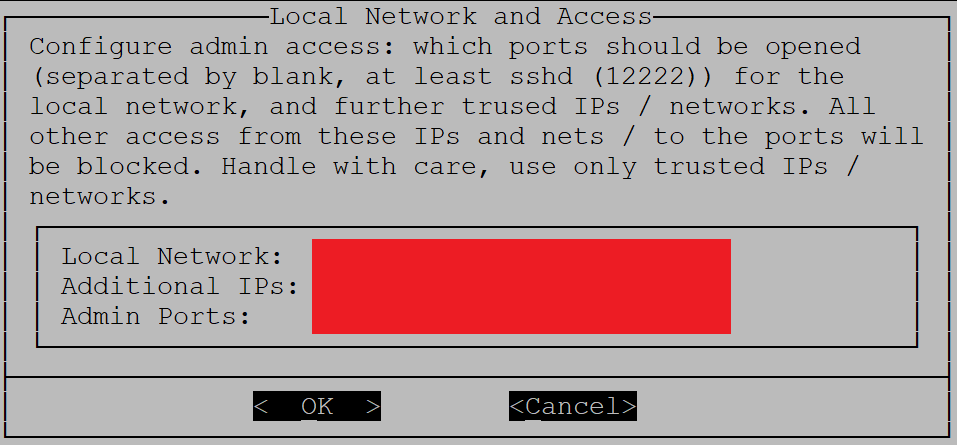 Local Network and Access
Configure admin access: which ports should be opened
(separated by blank, at least sshd (12222)) for the
local network, and further trused IPs / networks. All
other access from these IPs and nets / to the ports will
be blocked. Handle with care, use only trusted IPs /
networks.
Local Network:
Additional IPs:
Admin Ports:
<  OK  > <Cancel>